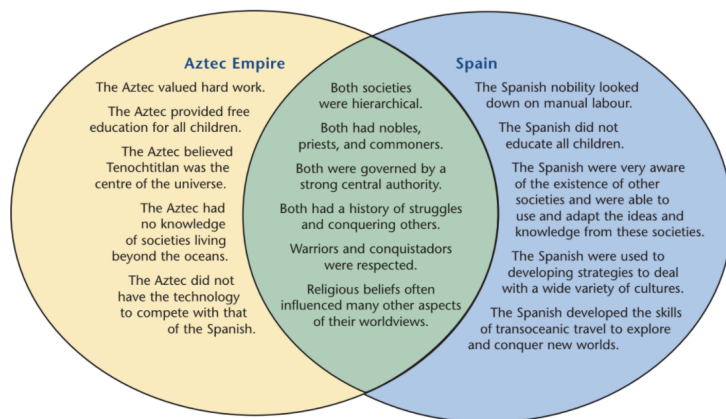 Aztec Empire
The Aztec valued hard work.
The Aztec provided free
education for all children.
The Aztec believed
Tenochtitlan was the
centre of the universe.
The Aztec had
no knowledge
of societies living
beyond the oceans.
The Aztec did not
have the technology
to compete with that
of the Spanish.
Both societies
were hierarchical.
Both had nobles,
priests, and commoners.
Both were governed by a
strong central authority.
Both had a history of struggles
and conquering others.
Warriors and conquistadors
were respected.
Religious beliefs often
influenced many other aspects
of their worldviews.
Spain
The Spanish nobility looked
down on manual labour.
The Spanish did not
educate all children.
The Spanish were very aware
of the existence of other
societies and were able to
use and adapt the ideas and
knowledge from these societies.
The Spanish were used to
developing strategies to deal
with a wide variety of cultures.
The Spanish developed the skills
of transoceanic travel to explore
and conquer new worlds.